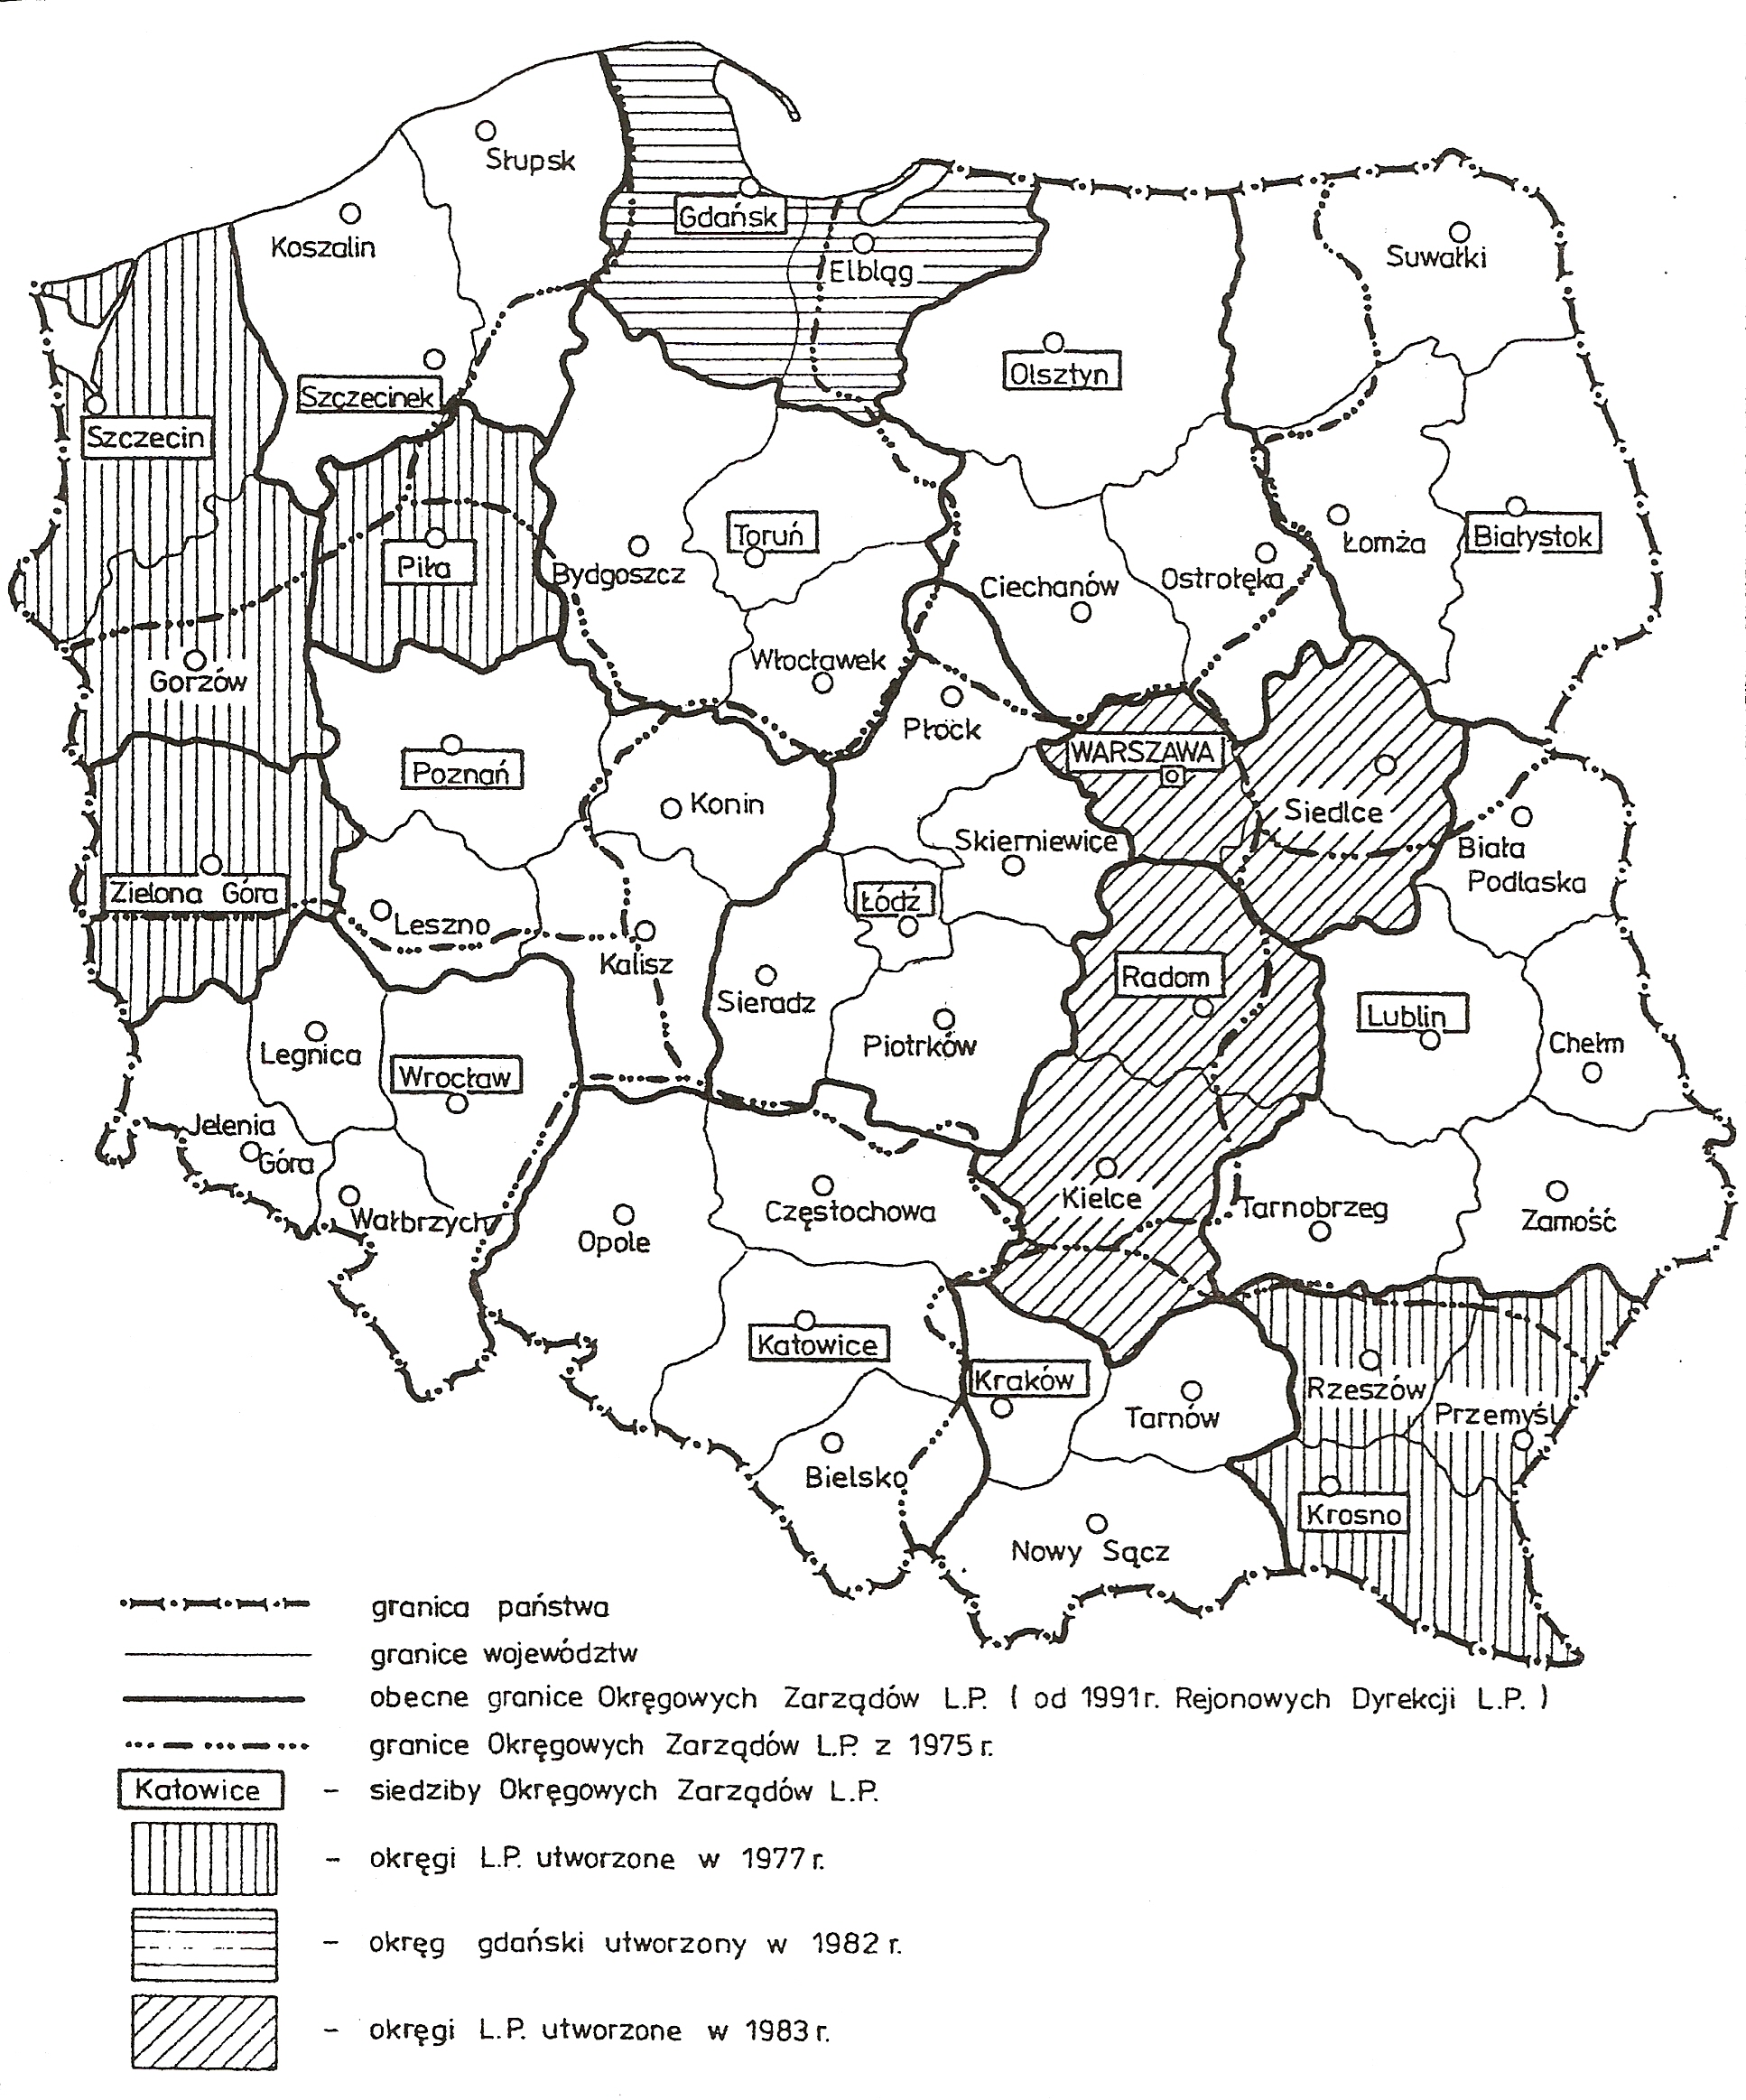 Słupsk
Gdańsk
Koszalin
Suwałki
Elbląg
Olsztyn
Szczecinek
Szczecin
Toruń
Białystok
Łomża
Piła
Bydgoszcz
Ciechanów
Ostrołęka
Gorzów
Włocławek
Płock
WARSZAWA
Poznań
Konin
Siedlce
Skierniewice
Biała
Podlaska
Zielona Góra
Łódź
Leszno
Kalisz
Radom
Sieradz
Lublin
Piotrków
Chełm
Legnica
Wrocław
Jelenia
Góra
Kielce
Tarnobrzeg
Zamość
Wałbrzych
Częstochowa
Opole
Katowice
Kraków
Rzeszów
Tarnów
Przemyśl
Bielsko
Krosno
Nowy Sącz
granica państwa
granice województw
obecne granice Okręgowych Zarządów L.P. ( od 1991r. Rejonowych Dyrekcji L.P. )
granice Okręgowych Zarządów L.P. z 1975 r.
Katowice - siedziby Okręgowych Zarządów L.P.
- okręgi L.P. utworzone w 1977 r.
- okręg gdański utworzony w 1982 r.
- okręgi L.P. utworzone w 1983 r.